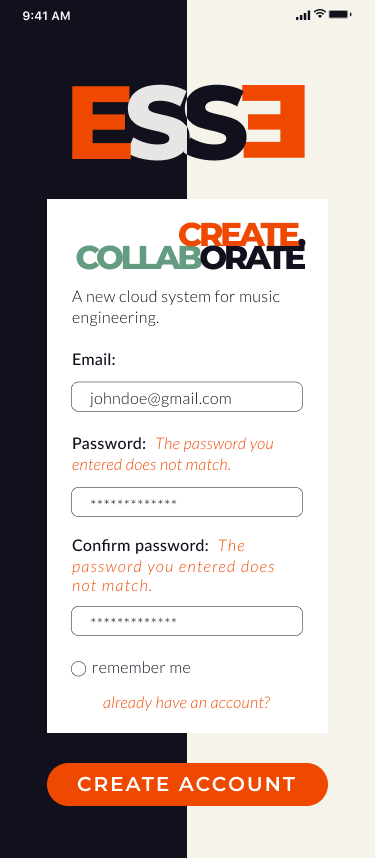 9:41 AM
ESSE
CREATE,
COLLABORATE
A new cloud system for music
engineering.
Email:
johndoe@gmail.com
Password: The password you
entered does not match.
*************
Confirm password: The
password you entered does
not match.
*************
remember me
already have an account?
CREATE ACCOUNT